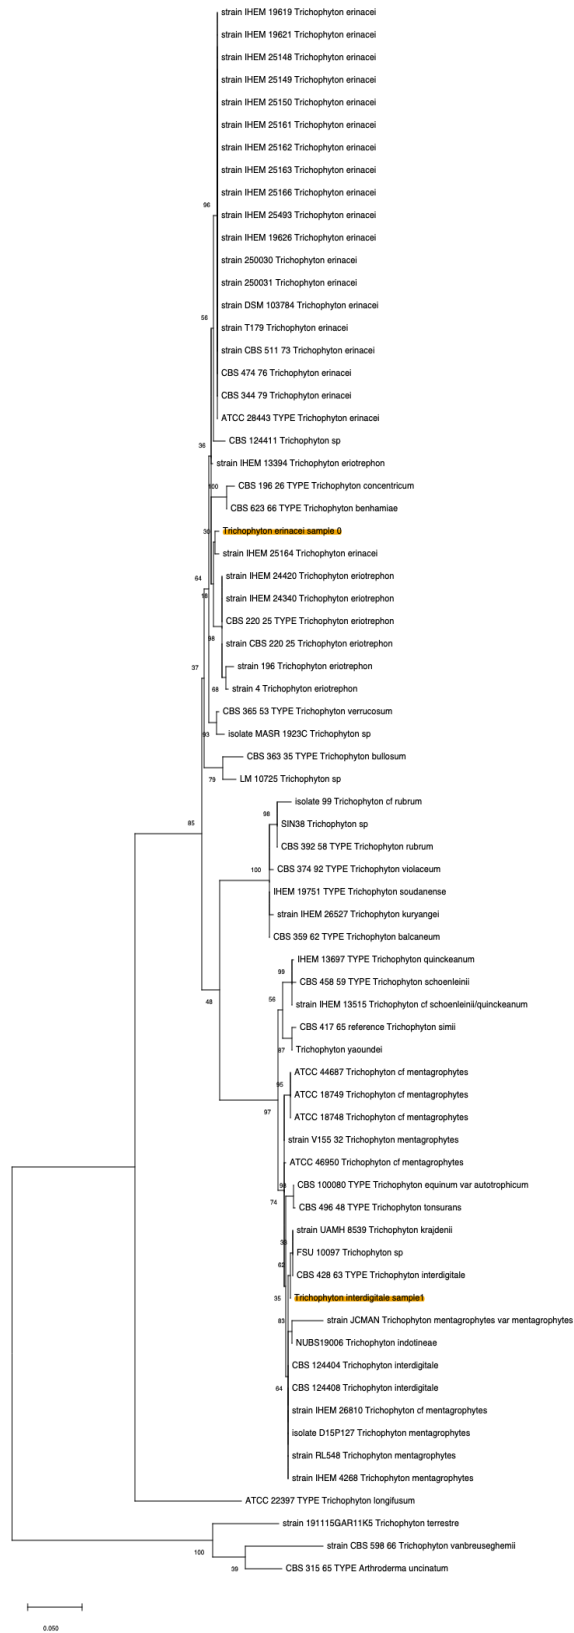 strain IHEM 19619 Trichophyton erinacei
strain IHEM 19621 Trichophyton erinacei
strain IHEM 25148 Trichophyton erinacei
strain IHEM 25149 Trichophyton erinacei
strain IHEM 25150 Trichophyton erinacei
strain IHEM 25161 Trichophyton erinacei
strain IHEM 25162 Trichophyton erinacei
strain IHEM 25163 Trichophyton erinacei
strain IHEM 25166 Trichophyton erinacei
96
strain IHEM 25493 Trichophyton erinacei
strain IHEM 19626 Trichophyton erinacei
strain 250030 Trichophyton erinacei
strain 250031 Trichophyton erinacei
strain DSM 103784 Trichophyton erinacei
56
strain T179 Trichophyton erinacei
strain CBS 511 73 Trichophyton erinacei
CBS 474 76 Trichophyton erinacei
CBS 344 79 Trichophyton erinacei
ATCC 28443 TYPE Trichophyton erinacei
CBS 124411 Trichophyton sp
36
strain IHEM 13394 Trichophyton eriotrephon
100
CBS 196 26 TYPE Trichophyton concentricum
CBS 623 66 TYPE Trichophyton benhamiae
30
Trichophyton erinacei sample 0
strain IHEM 25164 Trichophyton erinacei
64
strain IHEM 24420 Trichophyton eriotrephon
18
strain IHEM 24340 Trichophyton eriotrephon
CBS 220 25 TYPE Trichophyton eriotrephon
98
strain CBS 220 25 Trichophyton eriotrephon
37
strain 196 Trichophyton eriotrephon
68
strain 4 Trichophyton eriotrephon
CBS 365 53 TYPE Trichophyton verrucosum
93
isolate MASR 1923C Trichophyton sp
CBS 363 35 TYPE Trichophyton bullosum
79
LM 10725 Trichophyton sp
isolate 99 Trichophyton cf rubrum
98
SIN38 Trichophyton sp
85
CBS 392 58 TYPE Trichophyton rubrum
100
CBS 374 92 TYPE Trichophyton violaceum
IHEM 19751 TYPE Trichophyton soudanense
strain IHEM 26527 Trichophyton kuryangei
CBS 359 62 TYPE Trichophyton balcaneum
IHEM 13697 TYPE Trichophyton quinckeanum
99
CBS 458 59 TYPE Trichophyton schoenleinii
48
56
strain IHEM 13515 Trichophyton cf schoenleinii/quinckeanum
CBS 417 65 reference Trichophyton simii
87
Trichophyton yaoundei
ATCC 44687 Trichophyton cf mentagrophytes
95
ATCC 18749 Trichophyton cf mentagrophytes
97
ATCC 18748 Trichophyton cf mentagrophytes
strain V155 32 Trichophyton mentagrophytes
ATCC 46950 Trichophyton cf mentagrophytes
CBS 100080 TYPE Trichophyton equinum var autotrophicum
74
CBS 496 48 TYPE Trichophyton tonsurans
strain UAMH 8539 Trichophyton krajdenii
FSU 10097 Trichophyton sp
CBS 428 63 TYPE Trichophyton interdigitale
35
Trichophyton interdigitale sample1
83
strain JCMAN Trichophyton mentagrophytes var mentagrophytes
NUBS19006 Trichophyton indotineae
CBS 124404 Trichophyton interdigitale
64
CBS 124408 Trichophyton interdigitale
strain IHEM 26810 Trichophyton cf mentagrophytes
isolate D15P127 Trichophyton mentagrophytes
strain RL548 Trichophyton mentagrophytes
strain IHEM 4268 Trichophyton mentagrophytes
ATCC 22397 TYPE Trichophyton longifusum
strain 191115GAR11K5 Trichophyton terrestre
100
strain CBS 598 66 Trichophyton vanbreuseghemii
39
CBS 315 65 TYPE Arthroderma uncinatum
0.050